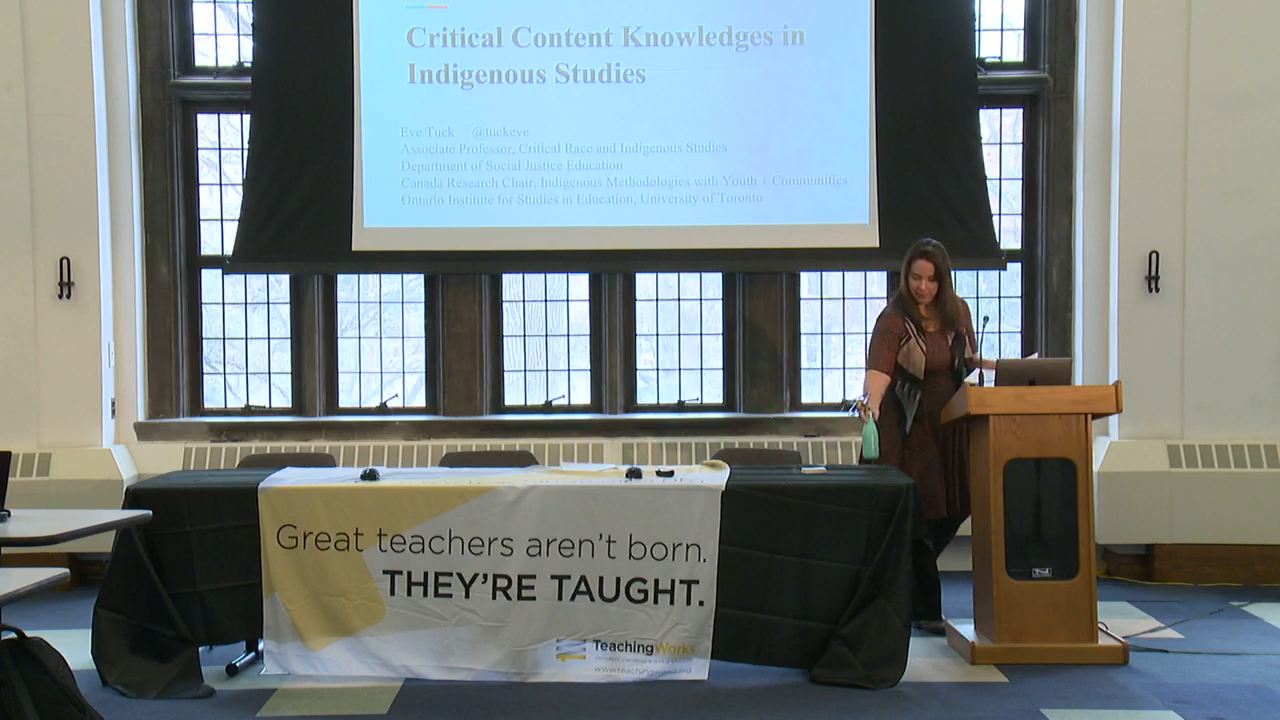 Critical Content Knowledges in
Indigenous Studies
Eve Tuck @tuckeve
Associate Professor, Critical Race and Indigenous Studies
Department of Social Justice Education
Canada Research Chair, Indigenous Methodologies with Youth + Communities
Ontario Institute for Studies in Education, University of Toronto
Great teachers aren't born.
THEY'RE TAUGHT.
TeachingWorks